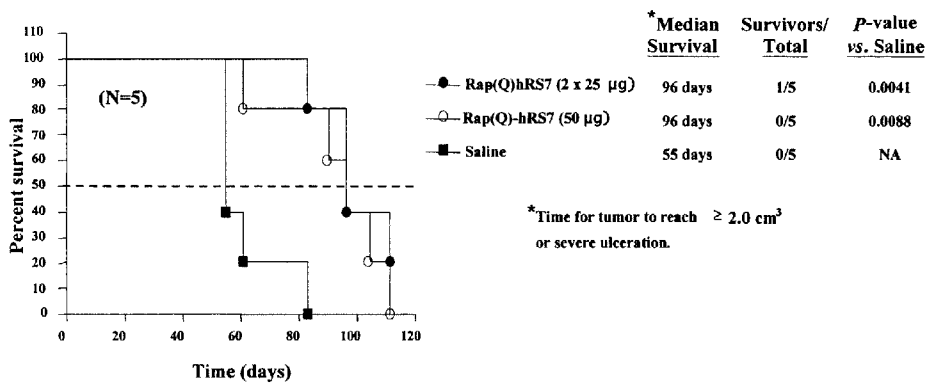 *Median Survivors/ P-value
Survival Total vs. Saline
Rap(Q)hRS7 (2 x 25 µg) 96 days 1/5 0.0041
Rap(Q)-hRS7 (50 µg) 96 days 0/5 0.0088
Saline 55 days 0/5 NA
*Time for tumor to reach ≥ 2.0 cm³
or severe ulceration.
Percent survival
110
100
90
80
70
60
50
40
30
20
10
0
(N=5)
0 20 40 60 80 100 120
Time (days)